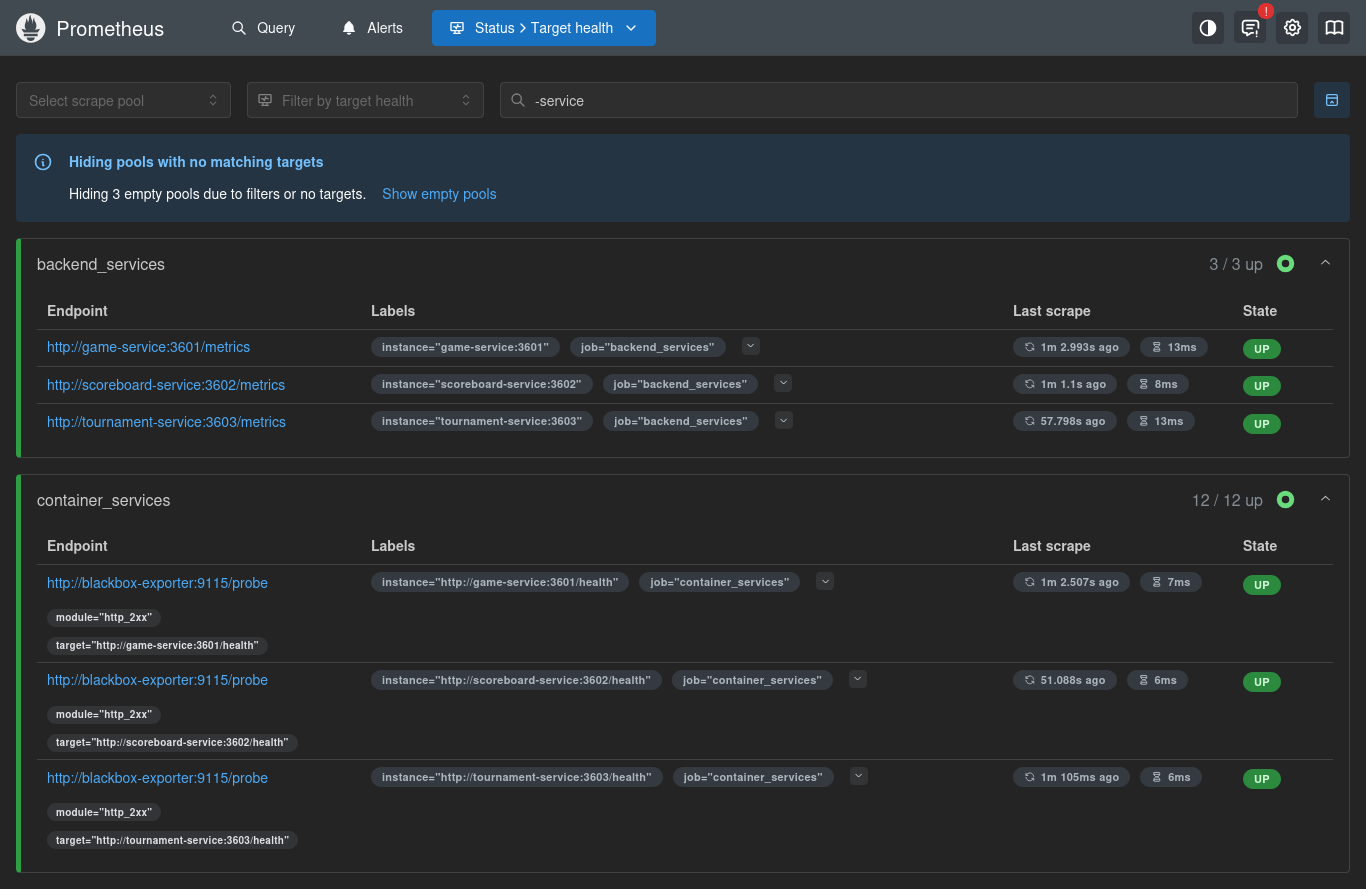 Prometheus Query Alerts Status > Target health !
Select scrape pool Filter by target health -service
Hiding pools with no matching targets
Hiding 3 empty pools due to filters or no targets. Show empty pools
backend_services 3 / 3 up
Endpoint Labels Last scrape State
http://game-service:3601/metrics instance="game-service:3601" job="backend_services" 1m 2.993s ago 13ms UP
http://scoreboard-service:3602/metrics instance="scoreboard-service:3602" job="backend_services" 1m 1.1s ago 8ms UP
http://tournament-service:3603/metrics instance="tournament-service:3603" job="backend_services" 57.798s ago 13ms UP
container_services 12 / 12 up
Endpoint Labels Last scrape State
http://blackbox-exporter:9115/probe instance="http://game-service:3601/health" job="container_services" 1m 2.507s ago 7ms UP
module="http_2xx"
target="http://game-service:3601/health"
http://blackbox-exporter:9115/probe instance="http://scoreboard-service:3602/health" job="container_services" 51.088s ago 6ms UP
module="http_2xx"
target="http://scoreboard-service:3602/health"
http://blackbox-exporter:9115/probe instance="http://tournament-service:3603/health" job="container_services" 1m 105ms ago 6ms UP
module="http_2xx"
target="http://tournament-service:3603/health"